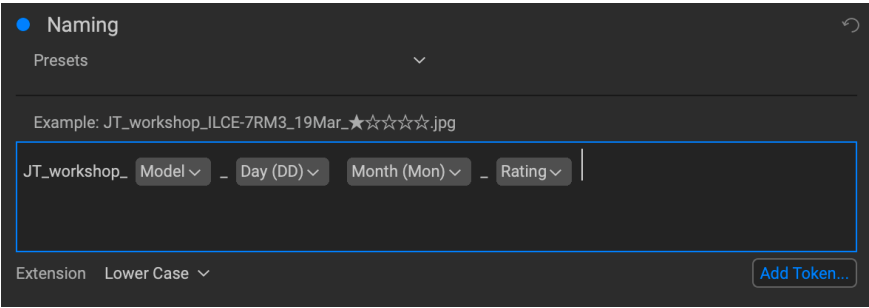 Naming
Presets
Example: JT_workshop_ILCE-7RM3_19Mar_★☆☆☆☆.jpg
JT_workshop_ Model _ Day (DD) Month (Mon) _ Rating
Extension Lower Case Add Token...